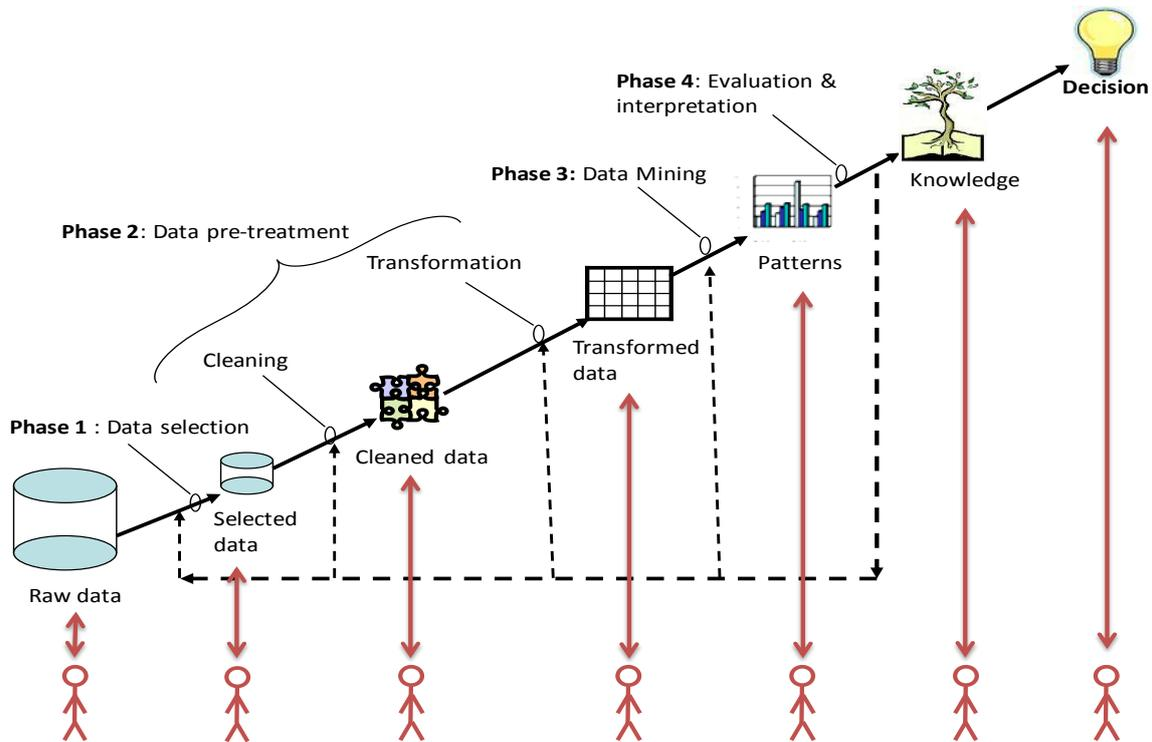 Decision
Phase 4: Evaluation &
interpretation
Knowledge
Phase 3: Data Mining
Patterns
Phase 2: Data pre-treatment
Transformation
Transformed
data
Cleaning
Cleaned data
Phase 1 : Data selection
Selected
data
Raw data